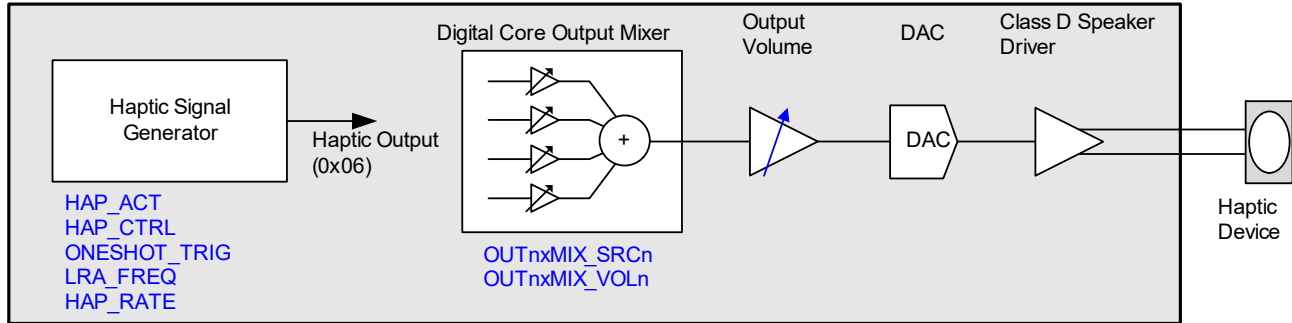 Haptic Signal
Generator
Haptic Output
(0x06)
HAP_ACT
HAP_CTRL
ONESHOT_TRIG
LRA_FREQ
HAP_RATE
Digital Core Output Mixer
+
OUTnxMIX_SRCn
OUTnxMIX_VOLn
Output
Volume
DAC
DAC
Class D Speaker
Driver
Haptic
Device